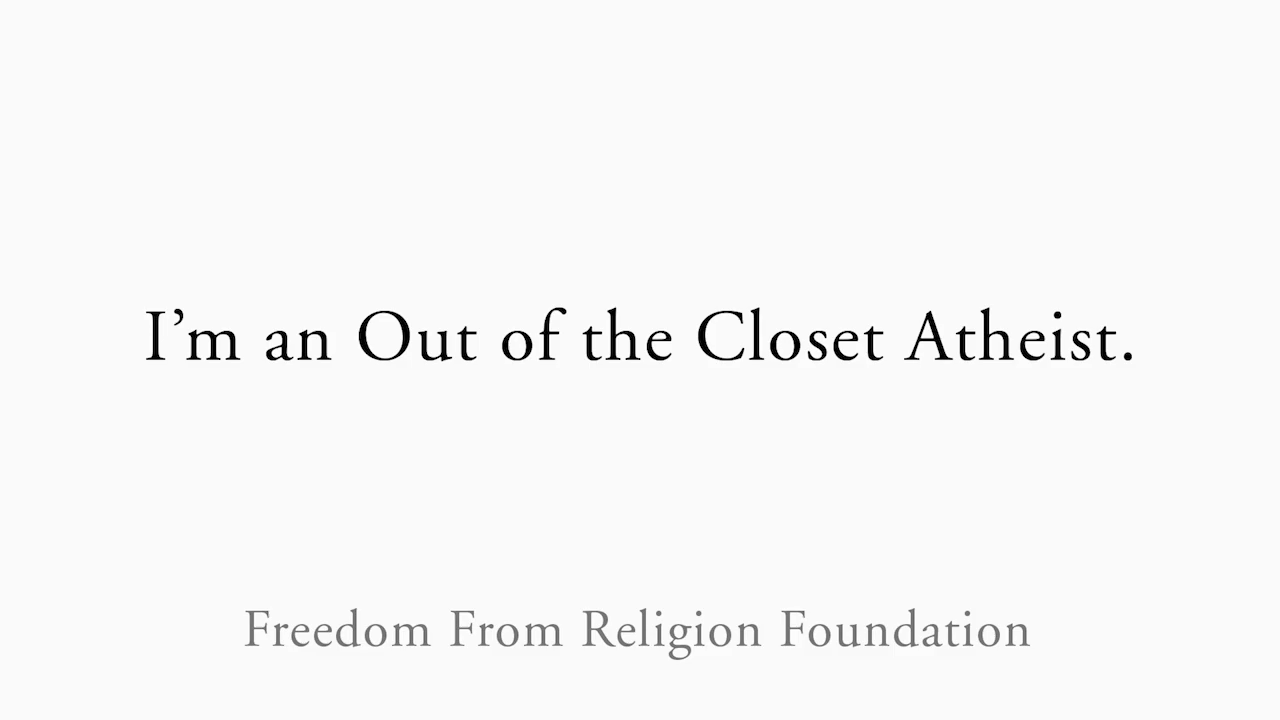 I’m an Out of the Closet Atheist.
Freedom From Religion Foundation